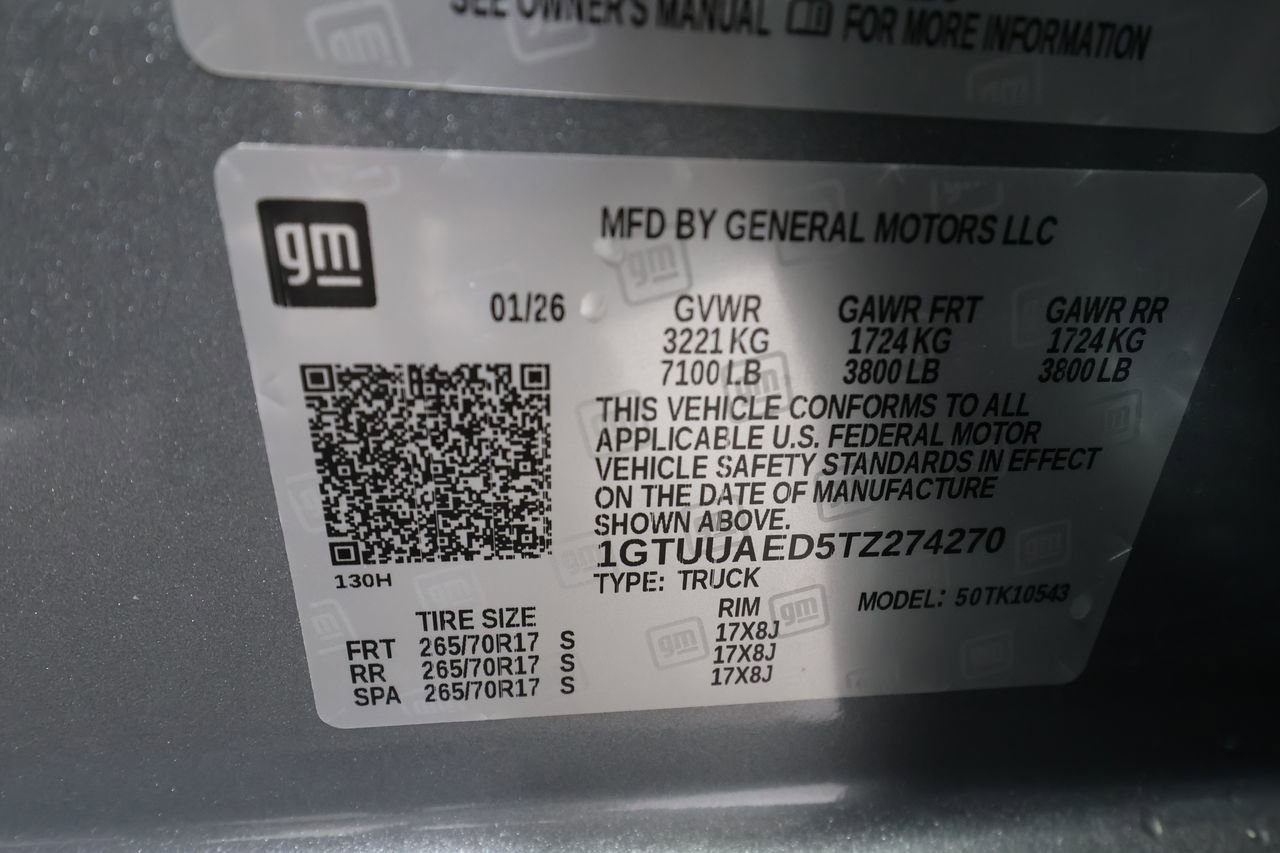 SEE OWNER'S MANUAL FOR MORE INFORMATION
gm
MFD BY GENERAL MOTORS LLC
01/26 GVWR GAWR FRT GAWR RR
3221 KG 1724 KG 1724 KG
7100 LB 3800 LB 3800 LB
THIS VEHICLE CONFORMS TO ALL
APPLICABLE U.S. FEDERAL MOTOR
VEHICLE SAFETY STANDARDS IN EFFECT
ON THE DATE OF MANUFACTURE
SHOWN ABOVE.
1GTUUAED5TZ274270
130H
TYPE: TRUCK
MODEL: 50TK10543
TIRE SIZE RIM
FRT 265/70R17 S 17X8J
RR 265/70R17 S 17X8J
SPA 265/70R17 S 17X8J